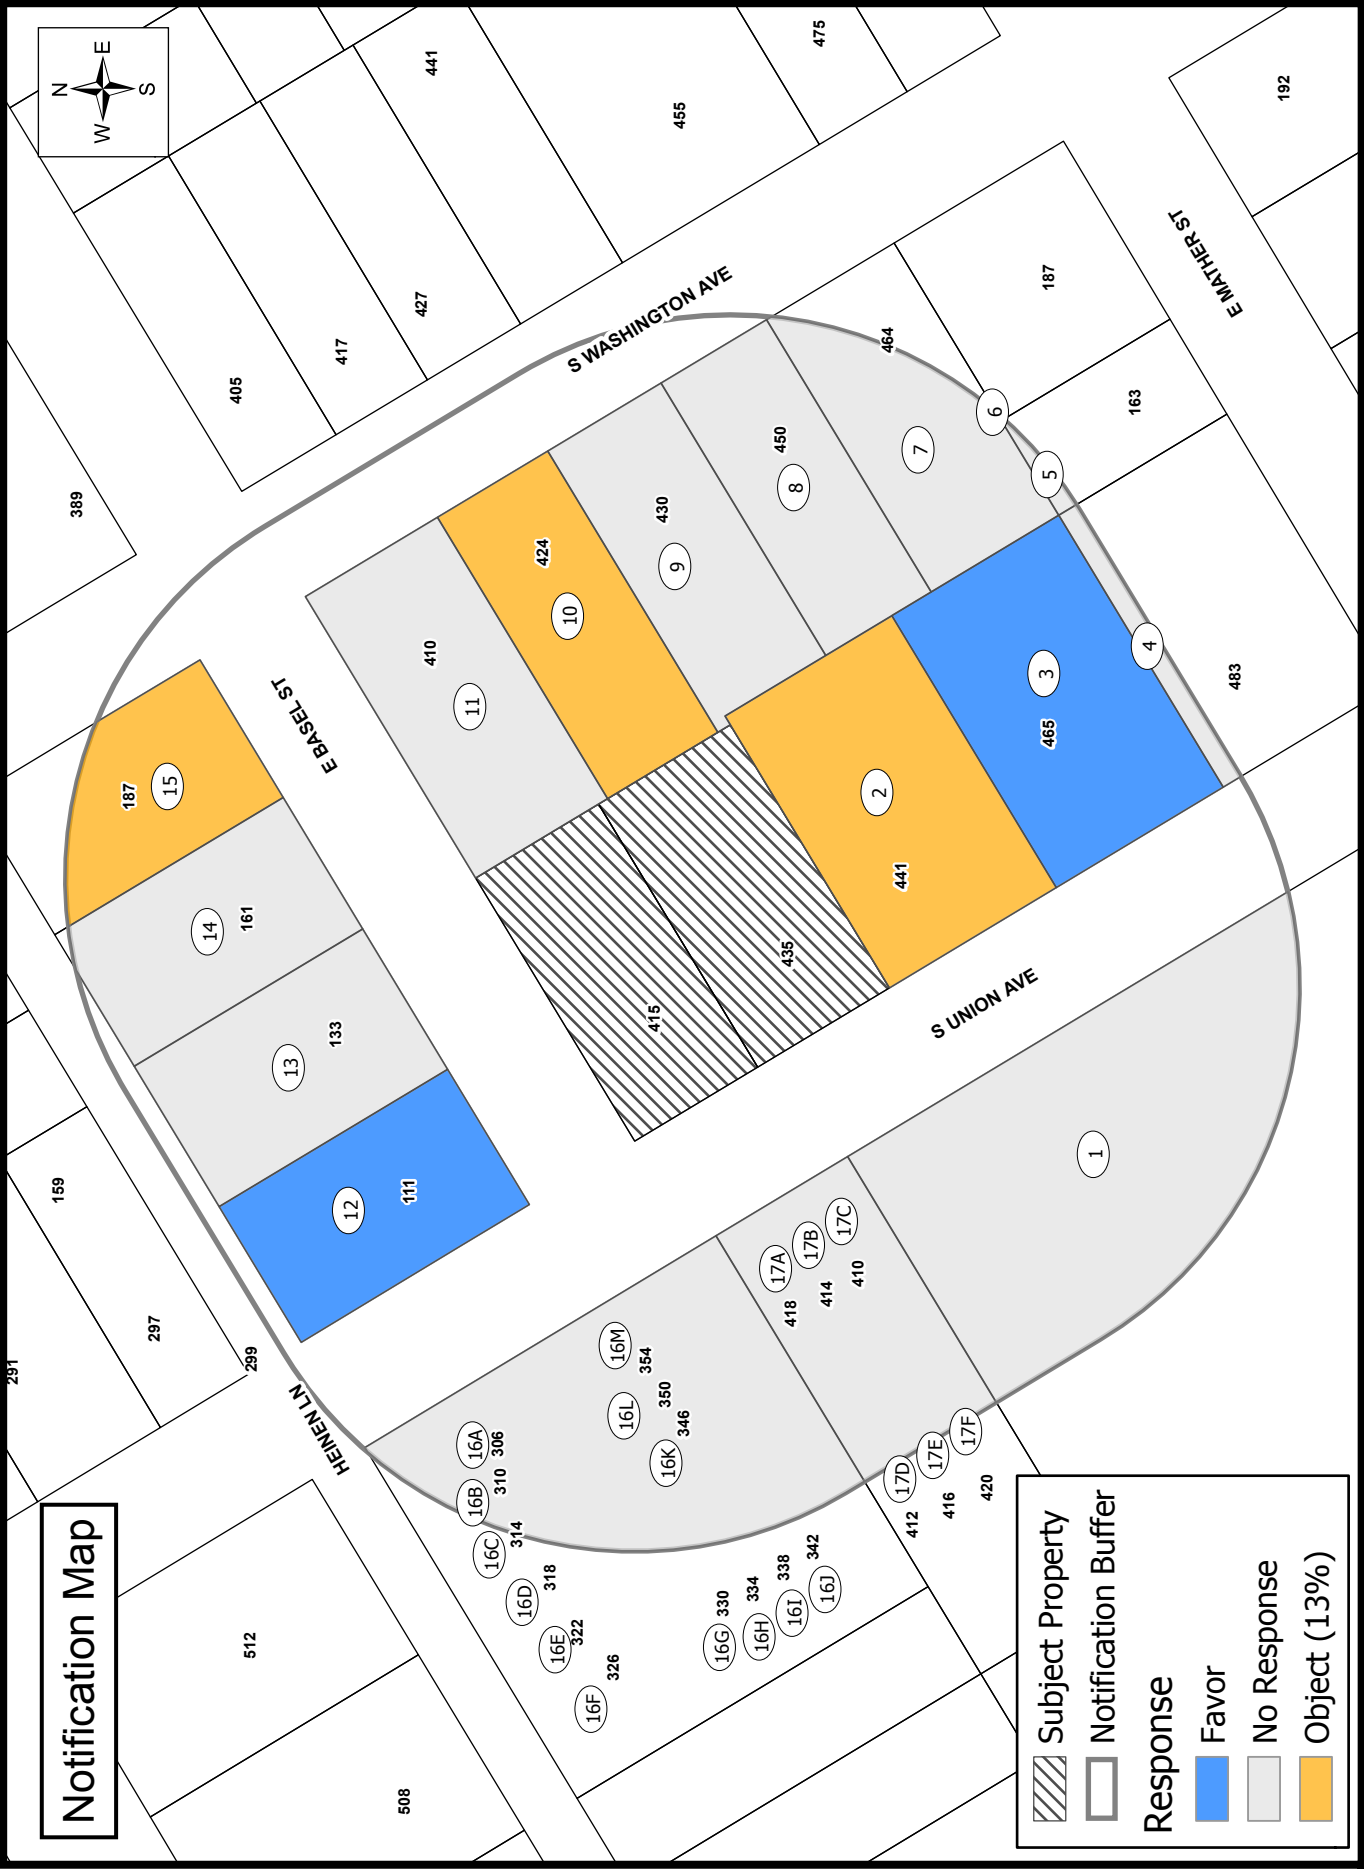 Notification Map
N
W E
S
389
405
417
441
427
455
475
192
187
163
483
464
S WASHINGTON AVE
E MATHER ST
E BASEL ST
S UNION AVE
HEINEN LN
187
15
14
161
13
133
12
111
159
297
291
299
512
508
410
11
424
10
430
9
450
8
7
6
5
4
465
3
2
441
415
435
1
16A
306
16B
310
16C
314
16D
318
16E
322
16F
326
16G
330
16H
334
16I
338
16J
342
16K
346
16L
350
16M
354
17A
418
17B
414
17C
410
17D
412
17E
416
17F
420
Subject Property
Notification Buffer
Response
Favor
No Response
Object (13%)